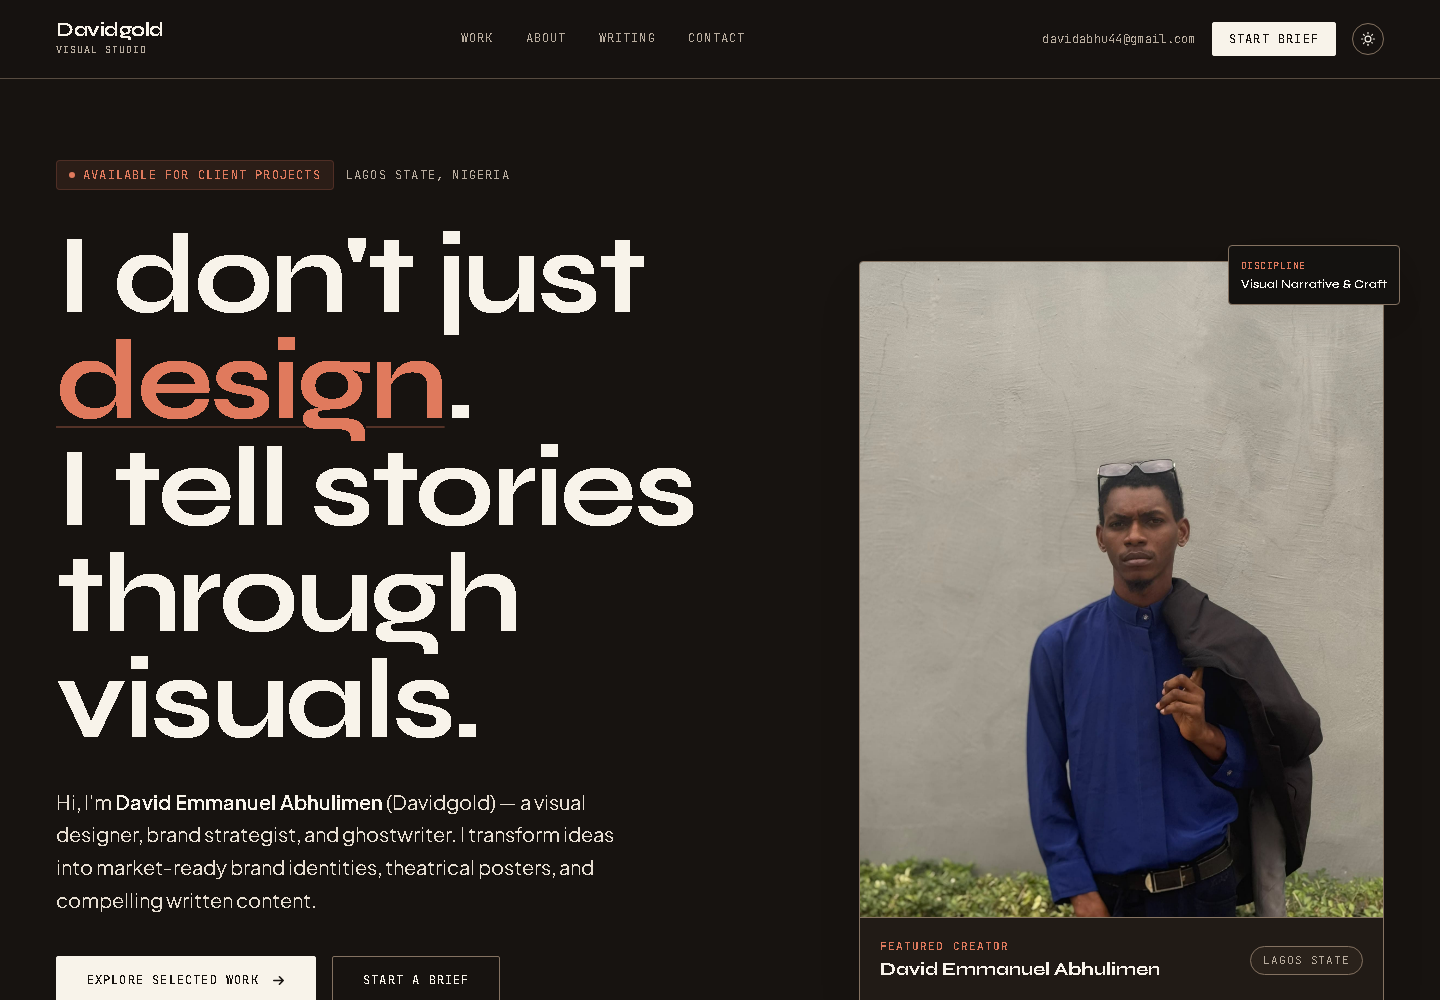 Davidgold
VISUAL STUDIO
WORK
ABOUT
WRITING
CONTACT
davidabhu44@gmail.com
START BRIEF
AVAILABLE FOR CLIENT PROJECTS
LAGOS STATE, NIGERIA
I don't just
design.
I tell stories
through
visuals.
Hi, I'm David Emmanuel Abhulimen (Davidgold) — a visual
designer, brand strategist, and ghostwriter. I transform ideas
into market-ready brand identities, theatrical posters, and
compelling written content.
EXPLORE SELECTED WORK →
START A BRIEF
DISCIPLINE
Visual Narrative & Craft
FEATURED CREATOR
David Emmanuel Abhulimen
LAGOS STATE